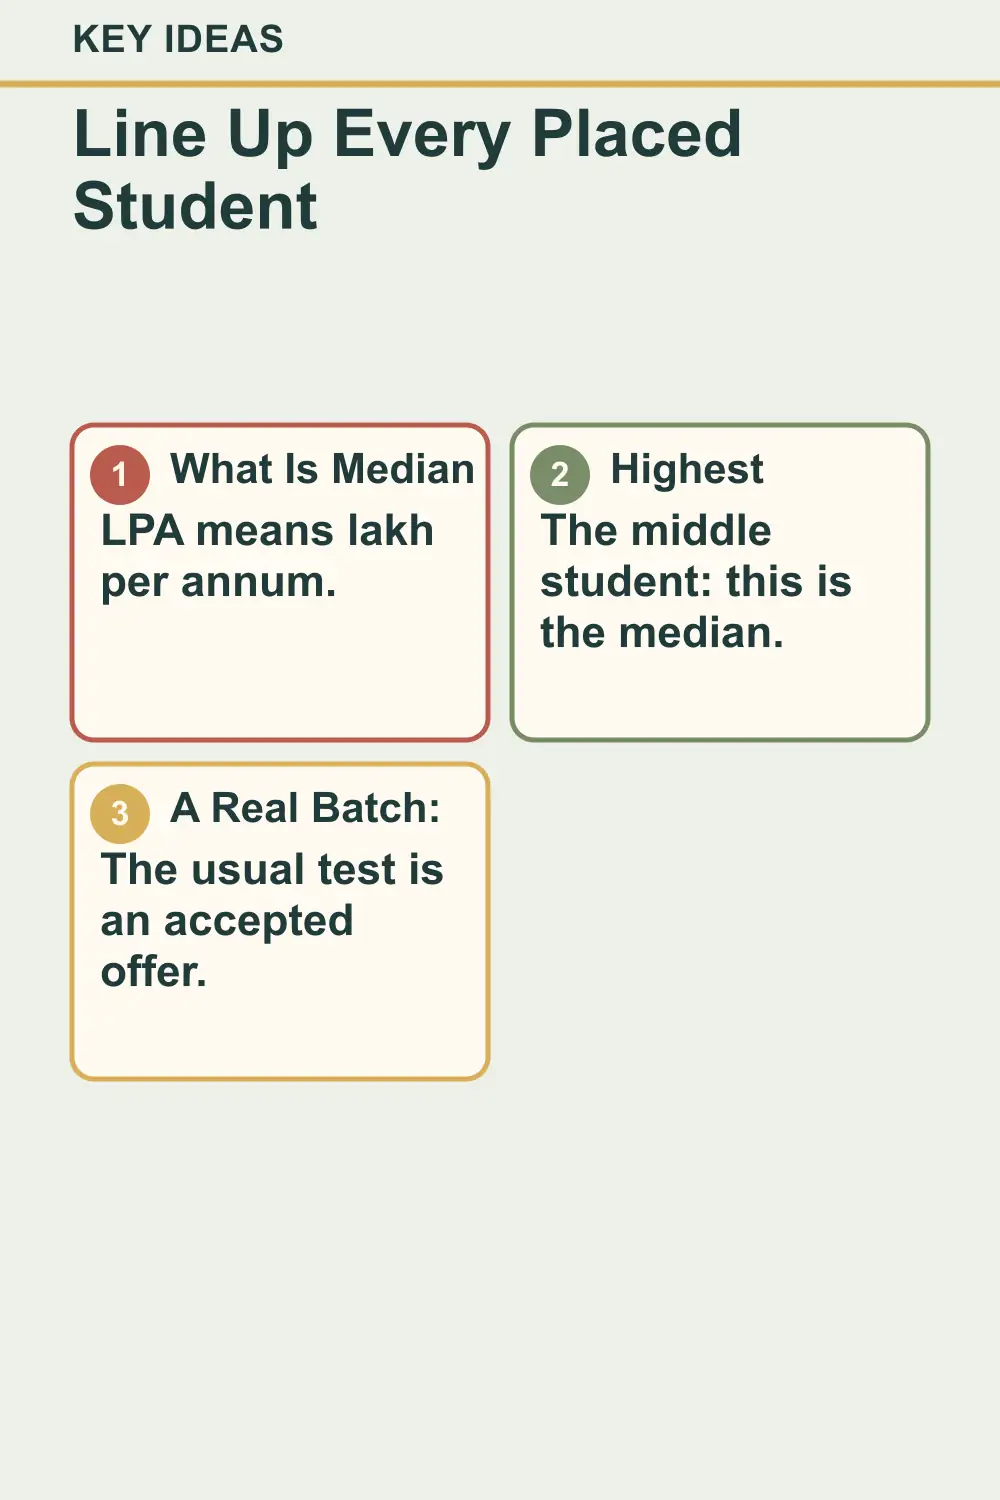 KEY IDEAS
Line Up Every Placed
Student
1 What Is Median
LPA means lakh
per annum.
2 Highest
The middle
student: this is
the median.
3 A Real Batch:
The usual test is
an accepted
offer.